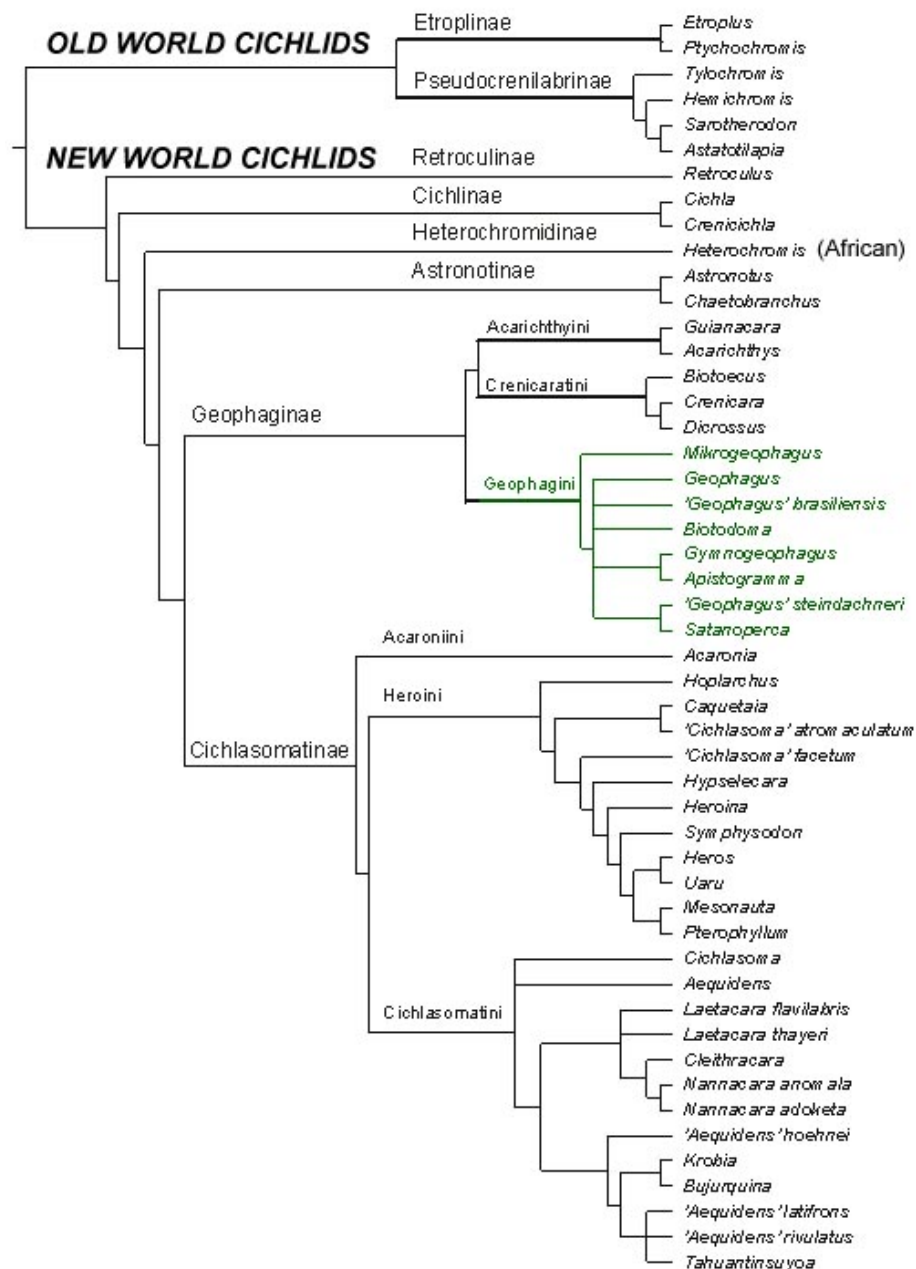 Etroplinae
Etroplus
OLD WORLD CICHLIDS
Ptychochromis
Pseudocrenilabrinae
Tylochromis
Hemichromis
Sarotherodon
Astatotilapia
NEW WORLD CICHLIDS
Retroculinae
Retroculus
Cichlinae
Cichla
Crenicichla
Heterochromidinae
Heterochromis (African)
Astronotinae
Astronotus
Chaetobranchus
Acarichthyini
Guianacara
Acarichthys
Crenicaratini
Biotoecus
Crenicara
Dicrossus
Geophaginae
Mikrogeophagus
Geophagini
Geophagus
'Geophagus' brasiliensis
Biotodoma
Gymnogeophagus
Apistogramma
'Geophagus' steindachneri
Satanoperca
Acaroniini
Acaronia
Heroini
Hoplarchus
Caquetaia
'Cichlasoma' atromaculatum
Cichlasomatinae
'Cichlasoma' facetum
Hypselecara
Heroina
Symphysodon
Heros
Uaru
Mesonauta
Pterophyllum
Cichlasoma
Aequidens
Cichlasomatini
Laetacara flavilabris
Laetacara thayeri
Cleithracara
Nannacara anomala
Nannacara adoketa
'Aequidens' hoehnei
Krobia
Bujurquina
'Aequidens' latifrons
'Aequidens' rivulatus
Tahuantinsuyoa